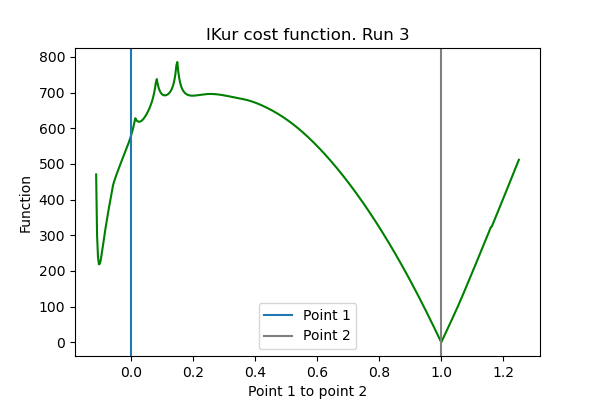 IKur cost function. Run 3
Function
800
700
600
500
400
300
200
100
0
0.0 0.2 0.4 0.6 0.8 1.0 1.2
Point 1 to point 2
Point 1
Point 2